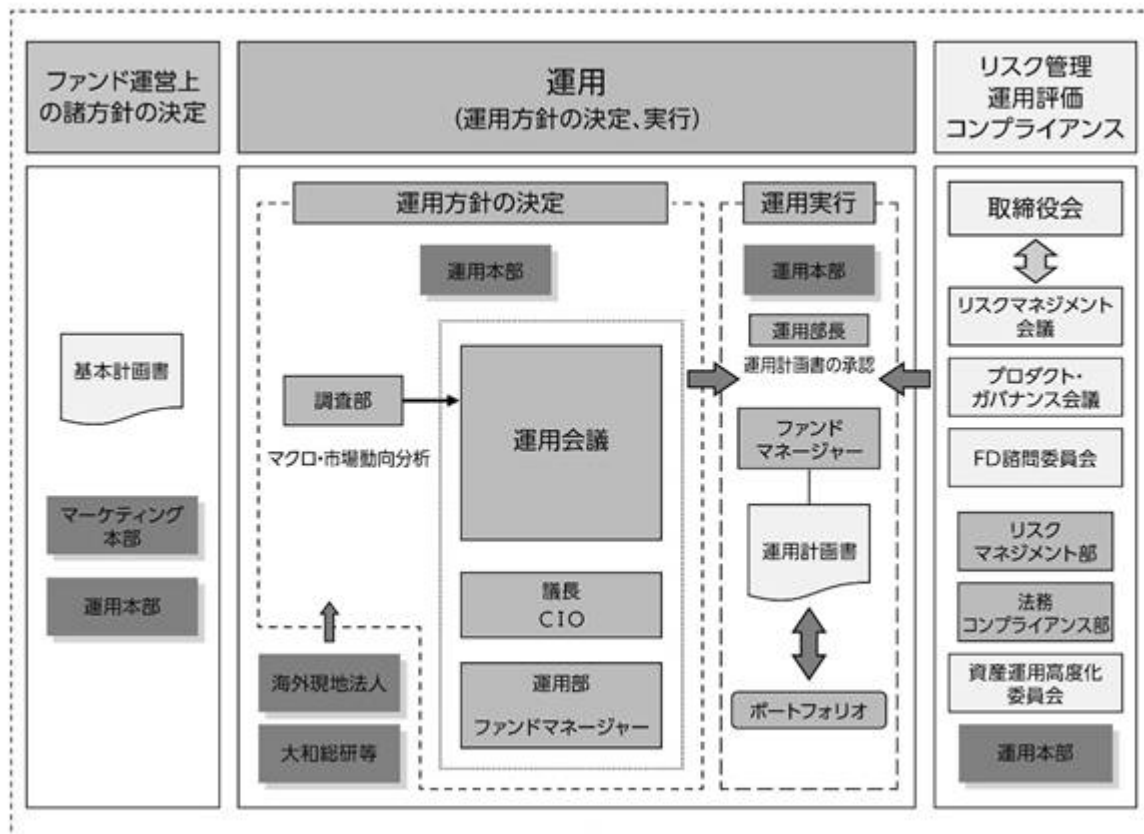 ファンド運営上
の諸方針の決定
運用
(運用方針の決定、実行)
リスク管理
運用評価
コンプライアンス
基本計画書
マーケティング
本部
運用本部
運用方針の決定
運用本部
調査部
マクロ・市場動向分析
運用会議
議長
CIO
運用部
ファンドマネージャー
海外現地法人
大和総研等
運用実行
運用本部
運用部長
運用計画書の承認
ファンド
マネージャー
運用計画書
ポートフォリオ
取締役会
リスクマネジメント
会議
プロダクト・
ガバナンス会議
FD諮問委員会
リスク
マネジメント部
法務
コンプライアンス部
資産運用高度化
委員会
運用本部